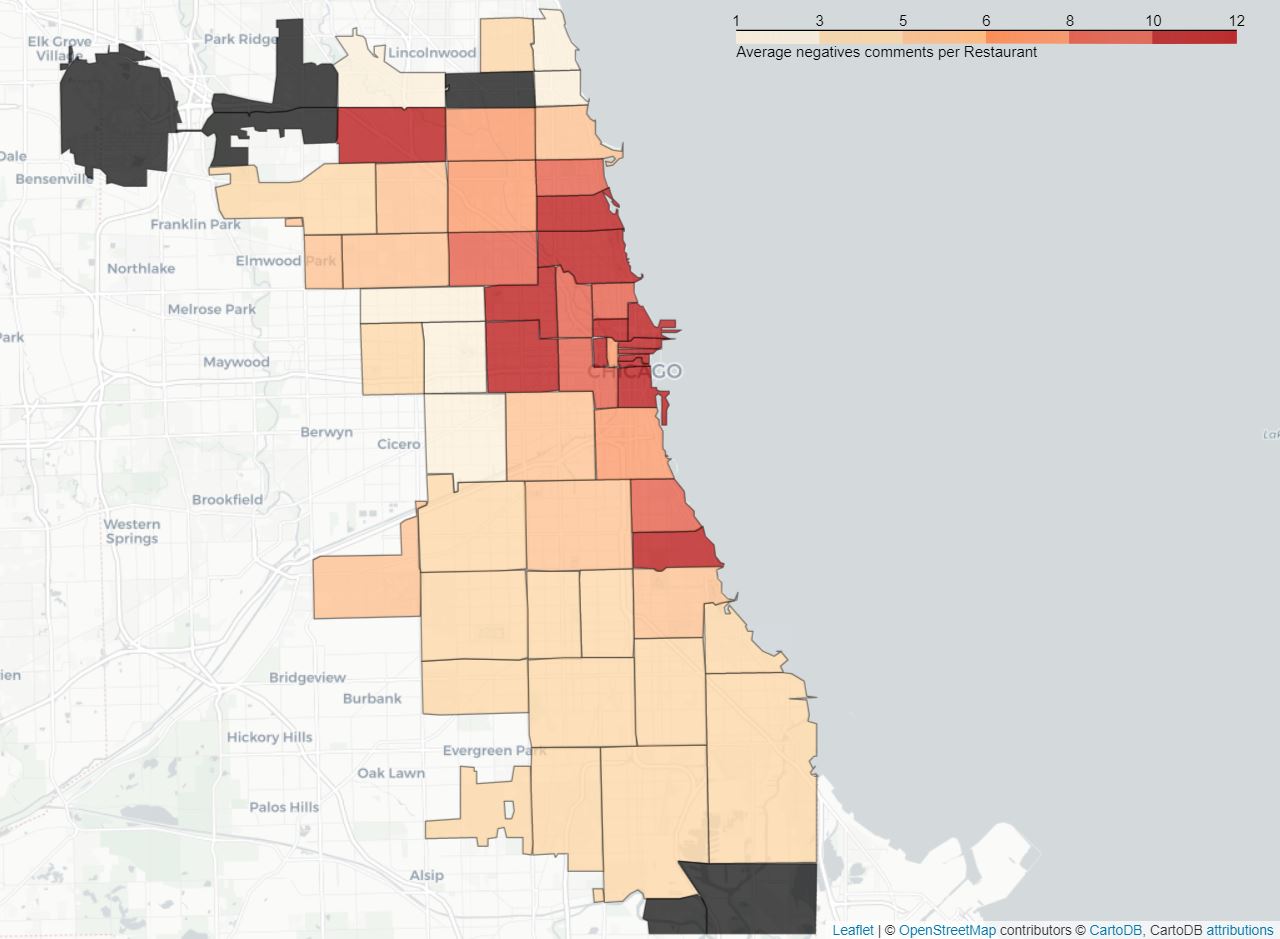 1 3 5 6 8 10 12
Average negatives comments per Restaurant
Elk Grove
Village
Park Ridge
Lincolnwood
Dale
Bensenville
Franklin Park
Northlake
Elmwood Park
Melrose Park
Park
Maywood
CHICAGO
Berwyn
Cicero
Lak
Brookfield
Western
Springs
ien
Bridgeview
Burbank
Hickory Hills
Evergreen Park
Oak Lawn
Palos Hills
Alsip
Leaflet | © OpenStreetMap contributors © CartoDB, CartoDB attributions